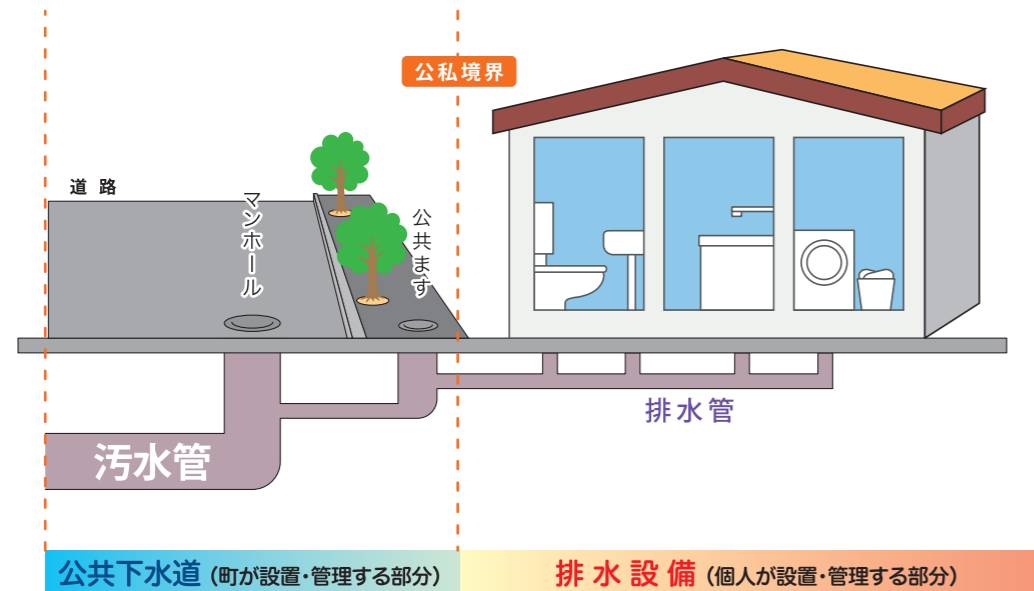 公私境界
道路
マンホール
公共ます
排水管
汚水管
公共下水道(町が設置・管理する部分)
排水設備(個人が設置・管理する部分)